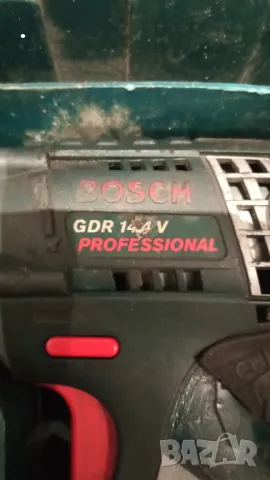 BOSCH
GDR 14,4 V
PROFESSIONAL
BAZAR